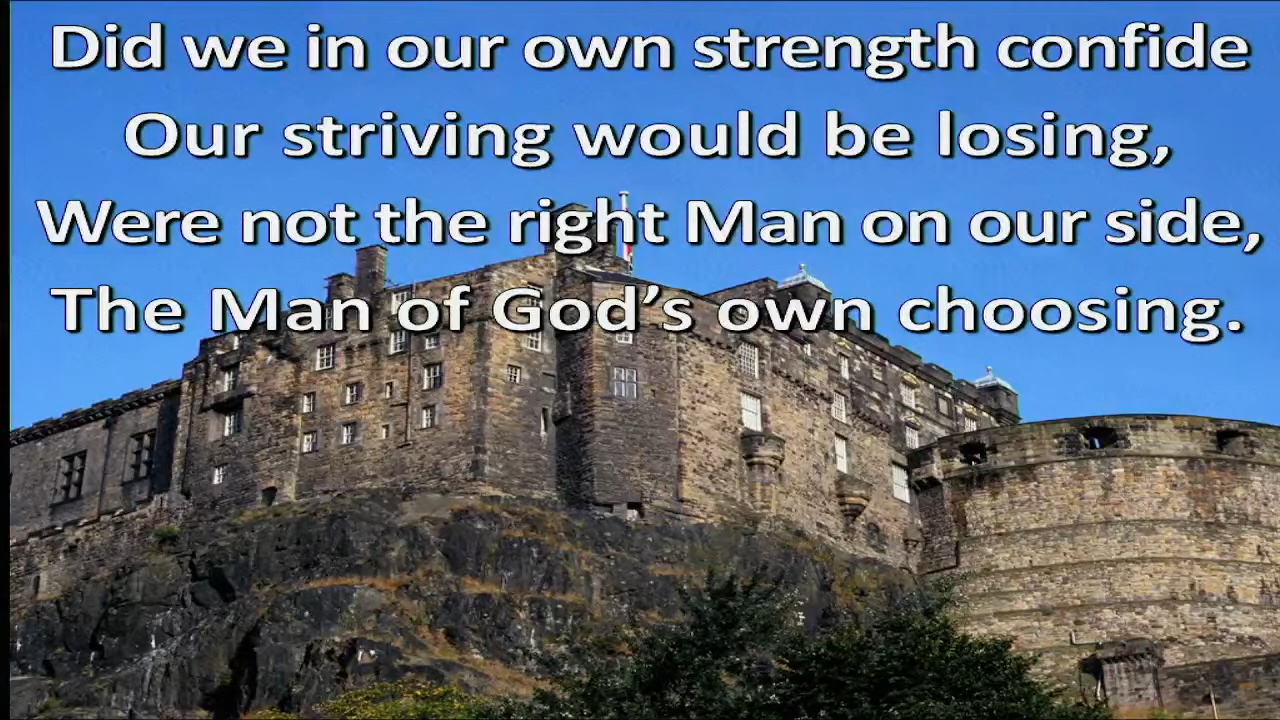 Did we in our own strength confide
Our striving would be losing,
Were not the right Man on our side,
The Man of God’s own choosing.